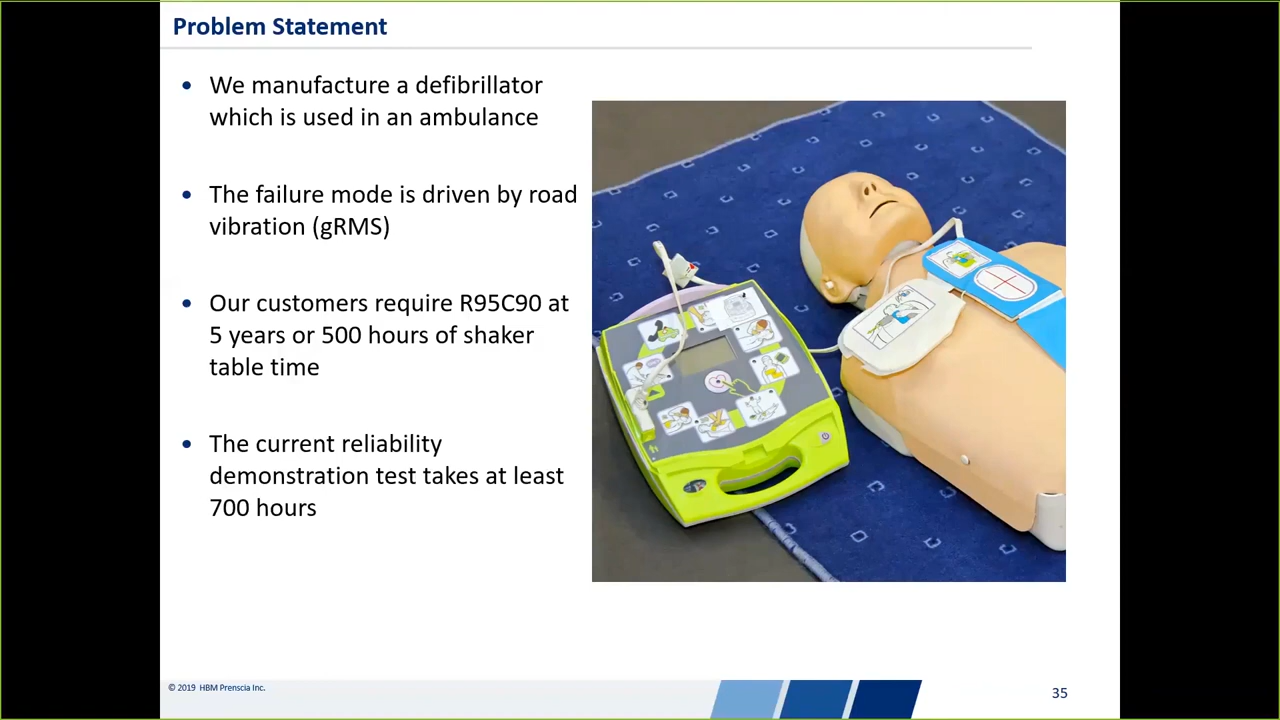 Problem Statement
• We manufacture a defibrillator
which is used in an ambulance
• The failure mode is driven by road
vibration (gRMS)
• Our customers require R95C90 at
5 years or 500 hours of shaker
table time
• The current reliability
demonstration test takes at least
700 hours
© 2019 HBM Prenscia Inc.
35